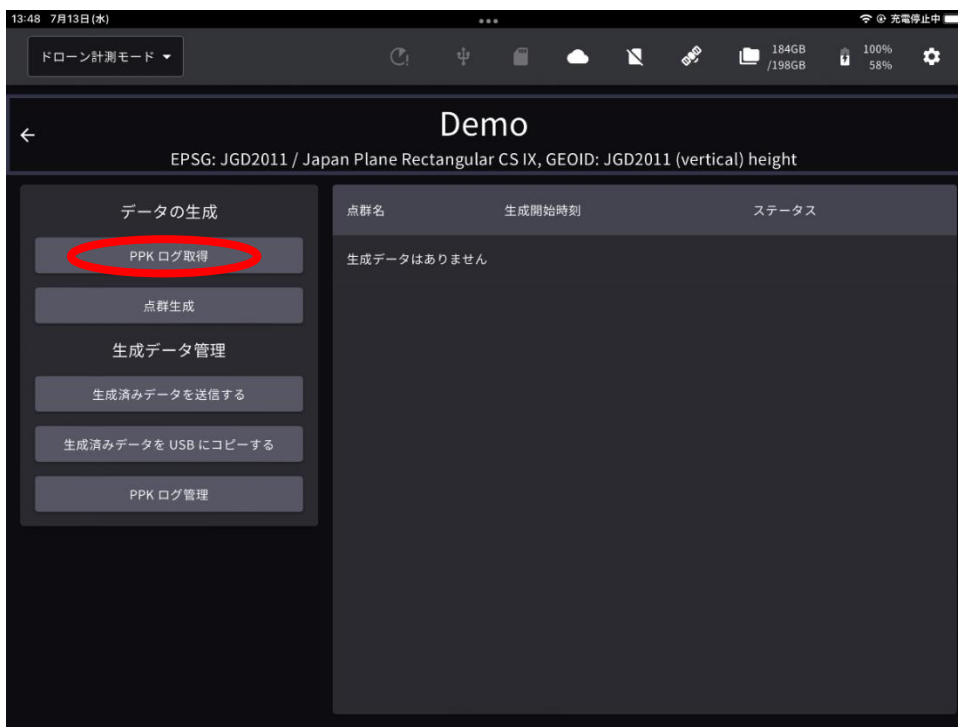 13:48 7月13日(水)
充電停止中
ドローン計測モード
184GB
/198GB
100%
58%
Demo
EPSG: JGD2011 / Japan Plane Rectangular CS IX, GEOID: JGD2011 (vertical) height
データの生成
PPK ログ取得
点群生成
生成データ管理
生成済みデータを送信する
生成済みデータを USB にコピーする
PPK ログ管理
点群名 生成開始時刻 ステータス
生成データはありません